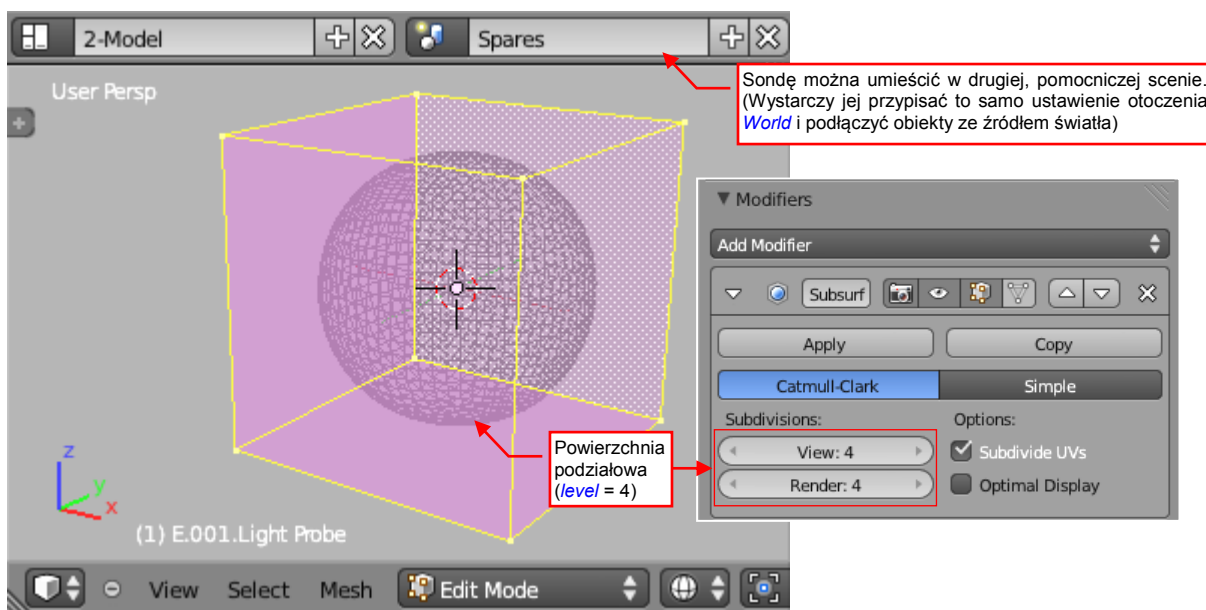 2-Model
Spares
User Persp
Sondę można umieścić w drugiej, pomocniczej scenie.
(Wystarczy jej przypisać to samo ustawienie otoczenia
World i podłączyć obiekty ze źródłem światła)
Modifiers
Add Modifier
Subsurf
Apply
Copy
Catmull-Clark
Simple
Subdivisions:
Options:
View: 4
Subdivide UVs
Render: 4
Optimal Display
Powierzchnia
podziałowa
(level = 4)
z
y
x
(1) E.001.Light Probe
View Select Mesh Edit Mode